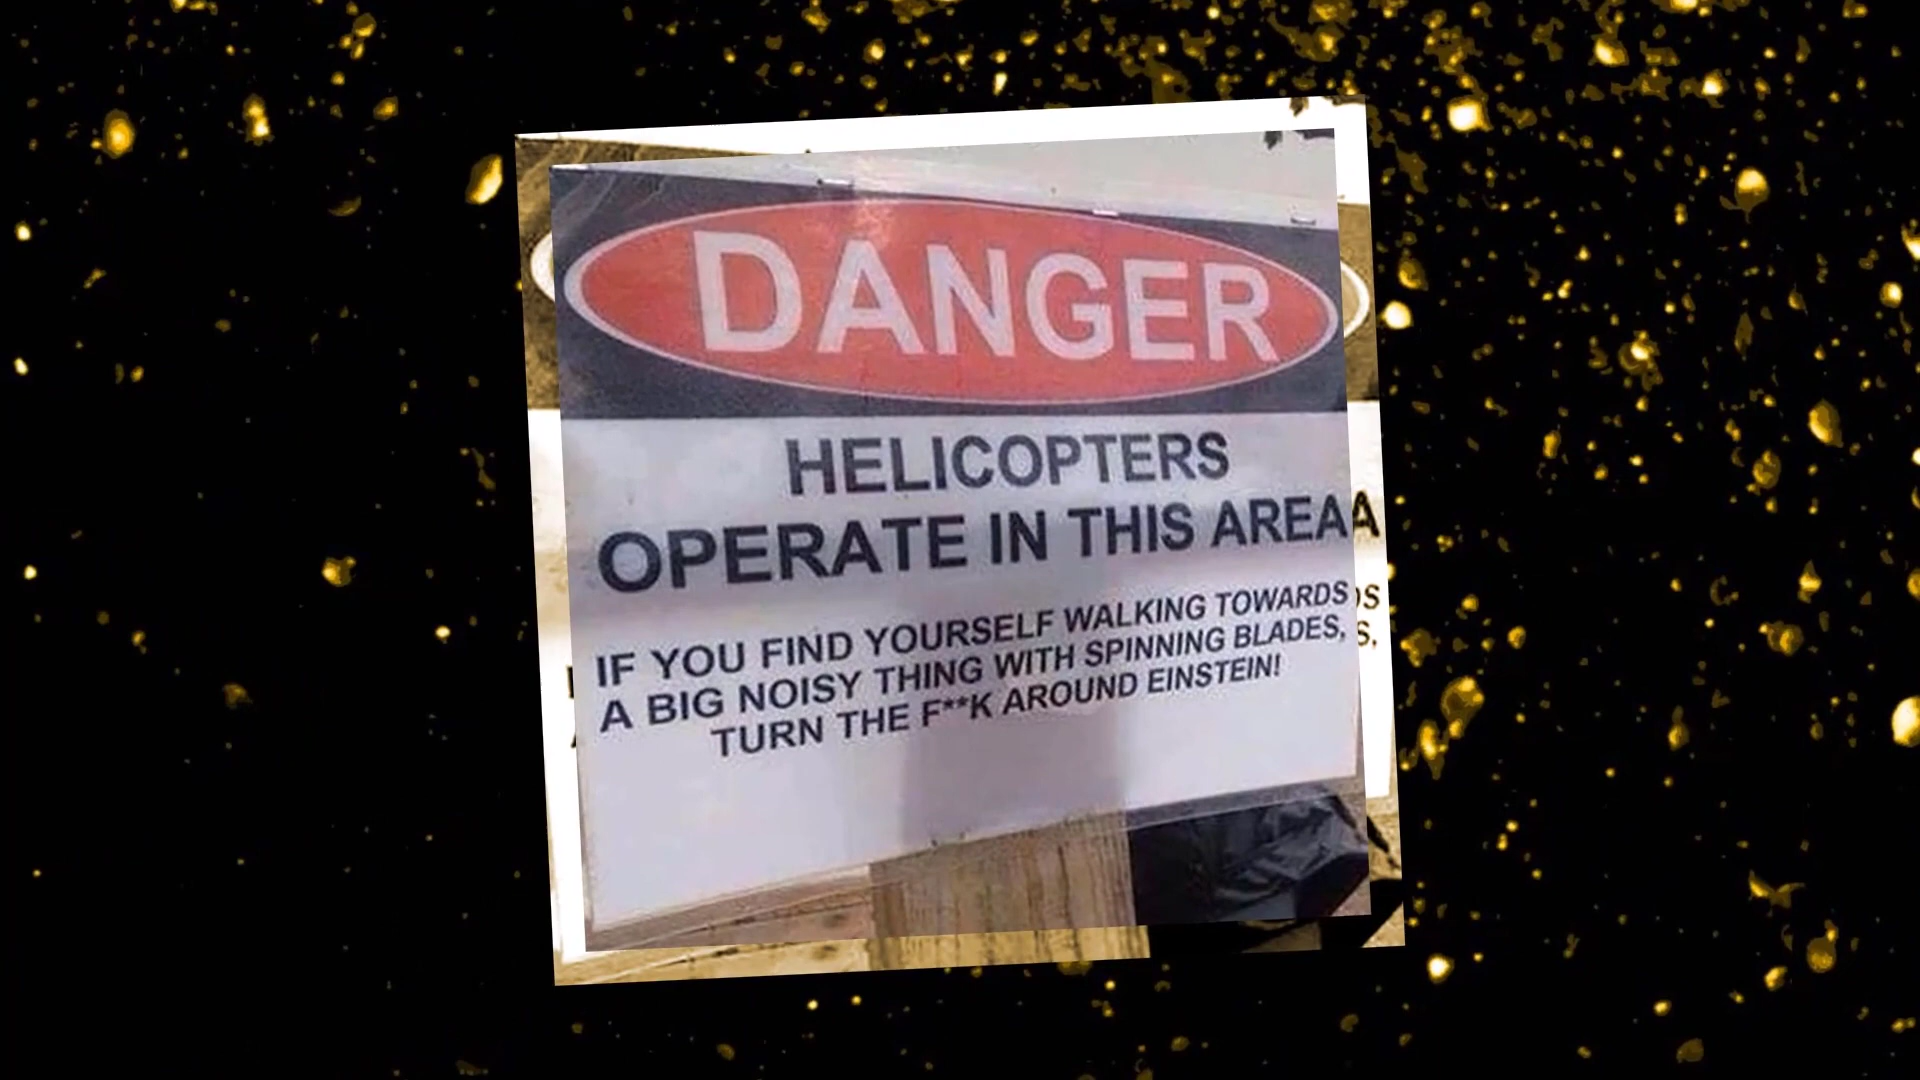 DANGER
HELICOPTERS
OPERATE IN THIS AREA
IF YOU FIND YOURSELF WALKING TOWARDS
A BIG NOISY THING WITH SPINNING BLADES,
TURN THE F**K AROUND EINSTEIN!